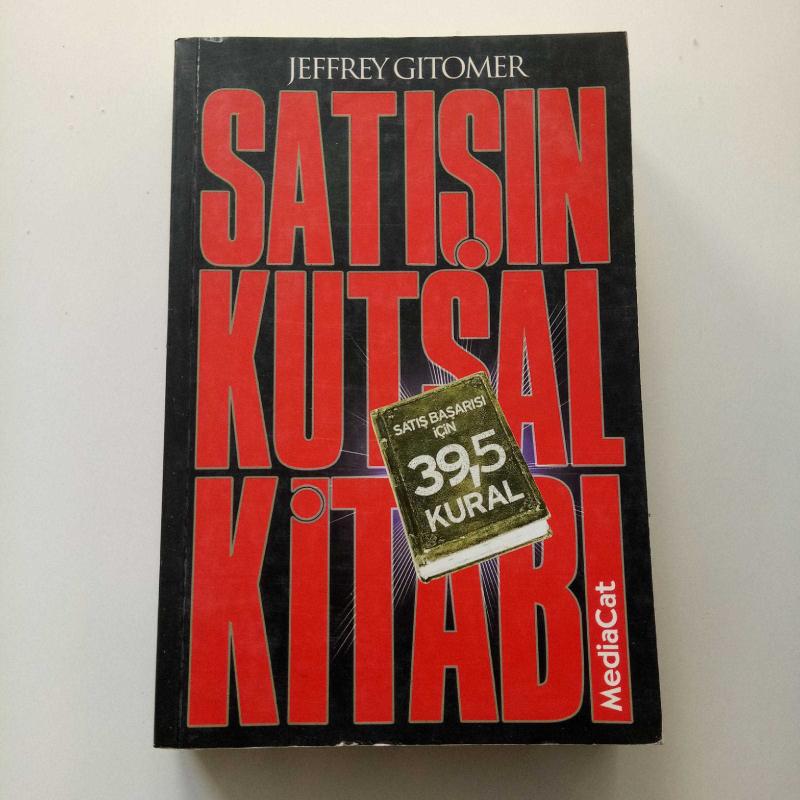 JEFFREY GITOMER
SATIŞIN
KUTSAL
KİTABI
SATIŞ BAŞARISI
İÇİN
39,5
KURAL
MediaCat